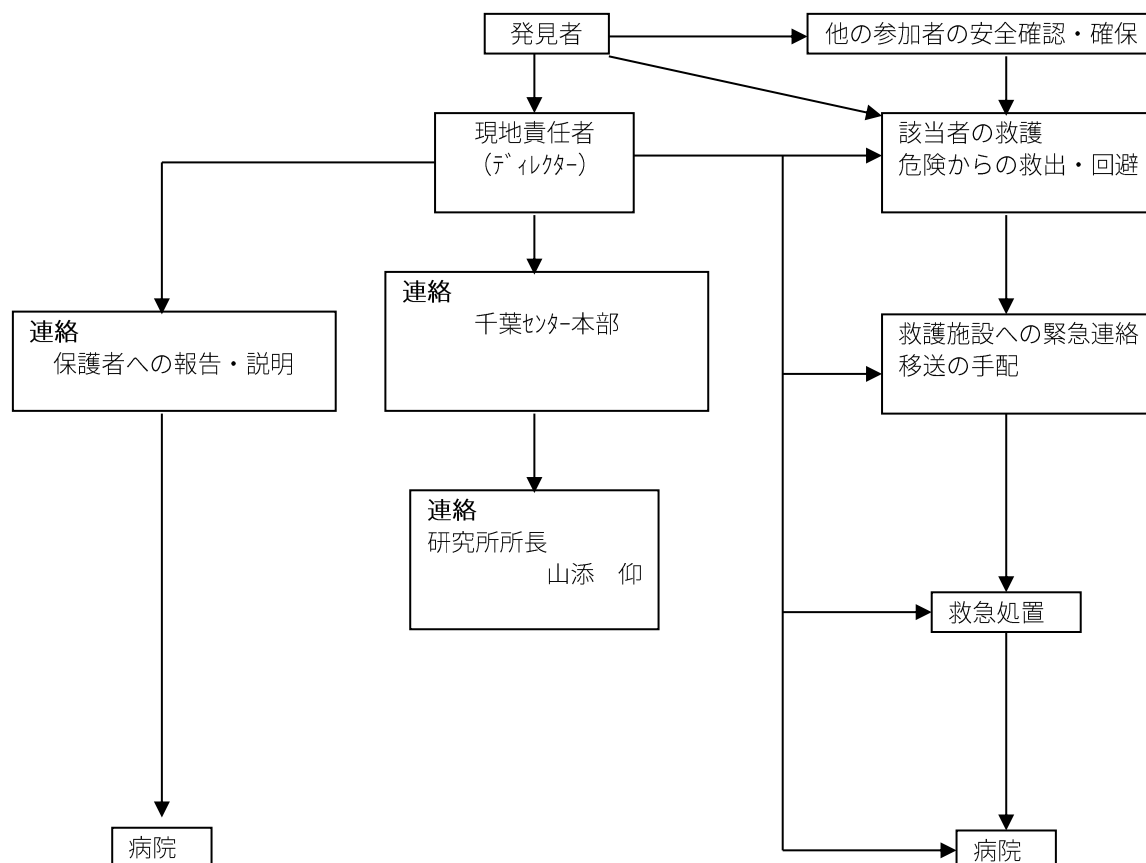 発見者
他の参加者の安全確認・確保
現地責任者
(ﾃﾞｨﾚｸﾀｰ)
該当者の救護
危険からの救出・回避
連絡
千葉ｾﾝﾀｰ本部
連絡
保護者への報告・説明
救護施設への緊急連絡
移送の手配
連絡
研究所所長
山添　仰
救急処置
病院
病院